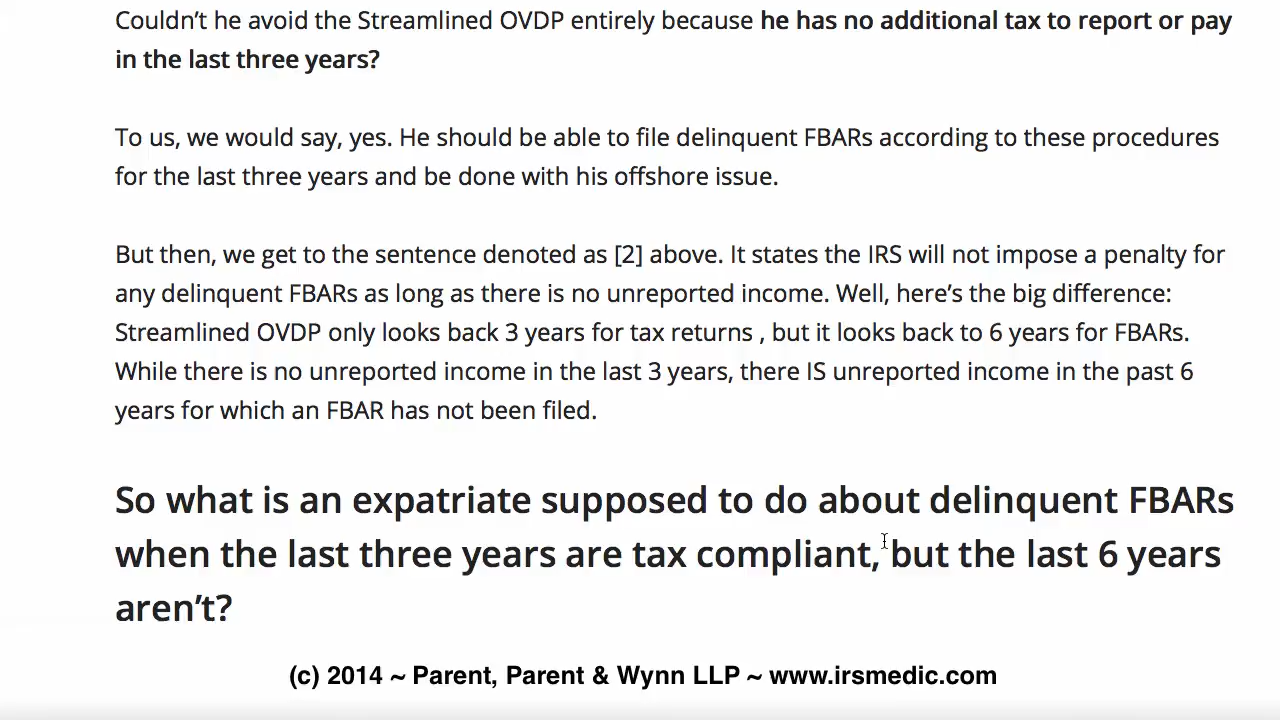 Couldn’t he avoid the Streamlined OVDP entirely because he has no additional tax to report or pay
in the last three years?
To us, we would say, yes. He should be able to file delinquent FBARs according to these procedures
for the last three years and be done with his offshore issue.
But then, we get to the sentence denoted as [2] above. It states the IRS will not impose a penalty for
any delinquent FBARs as long as there is no unreported income. Well, here’s the big difference:
Streamlined OVDP only looks back 3 years for tax returns , but it looks back to 6 years for FBARs.
While there is no unreported income in the last 3 years, there IS unreported income in the past 6
years for which an FBAR has not been filed.
So what is an expatriate supposed to do about delinquent FBARs
when the last three years are tax compliant, but the last 6 years
aren’t?
(c) 2014 ~ Parent, Parent & Wynn LLP ~ www.irsmedic.com